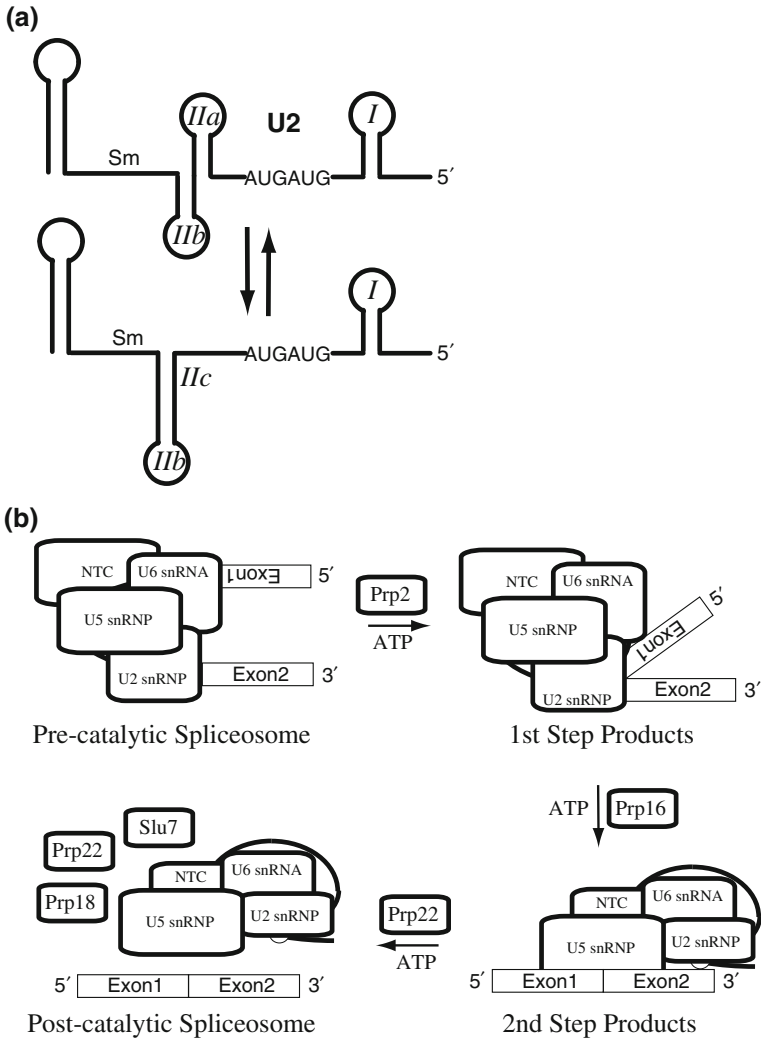 (a)
IIa
U2
I
Sm
AUGAUG
5′
IIb
I
Sm
AUGAUG
5′
IIc
IIb
(b)
NTC
U6 snRNA
Exon1
5′
U5 snRNP
U2 snRNP
Exon2
3′
Pre-catalytic Spliceosome
Prp2
ATP
NTC
U6 snRNA
Exon1
5′
U5 snRNP
U2 snRNP
Exon2
3′
1st Step Products
ATP
Prp16
Slu7
Prp22
Prp18
NTC
U6 snRNA
U5 snRNP
U2 snRNP
5′
Exon1
Exon2
3′
Post-catalytic Spliceosome
Prp22
ATP
NTC
U6 snRNA
U5 snRNP
U2 snRNP
5′
Exon1
Exon2
3′
2nd Step Products